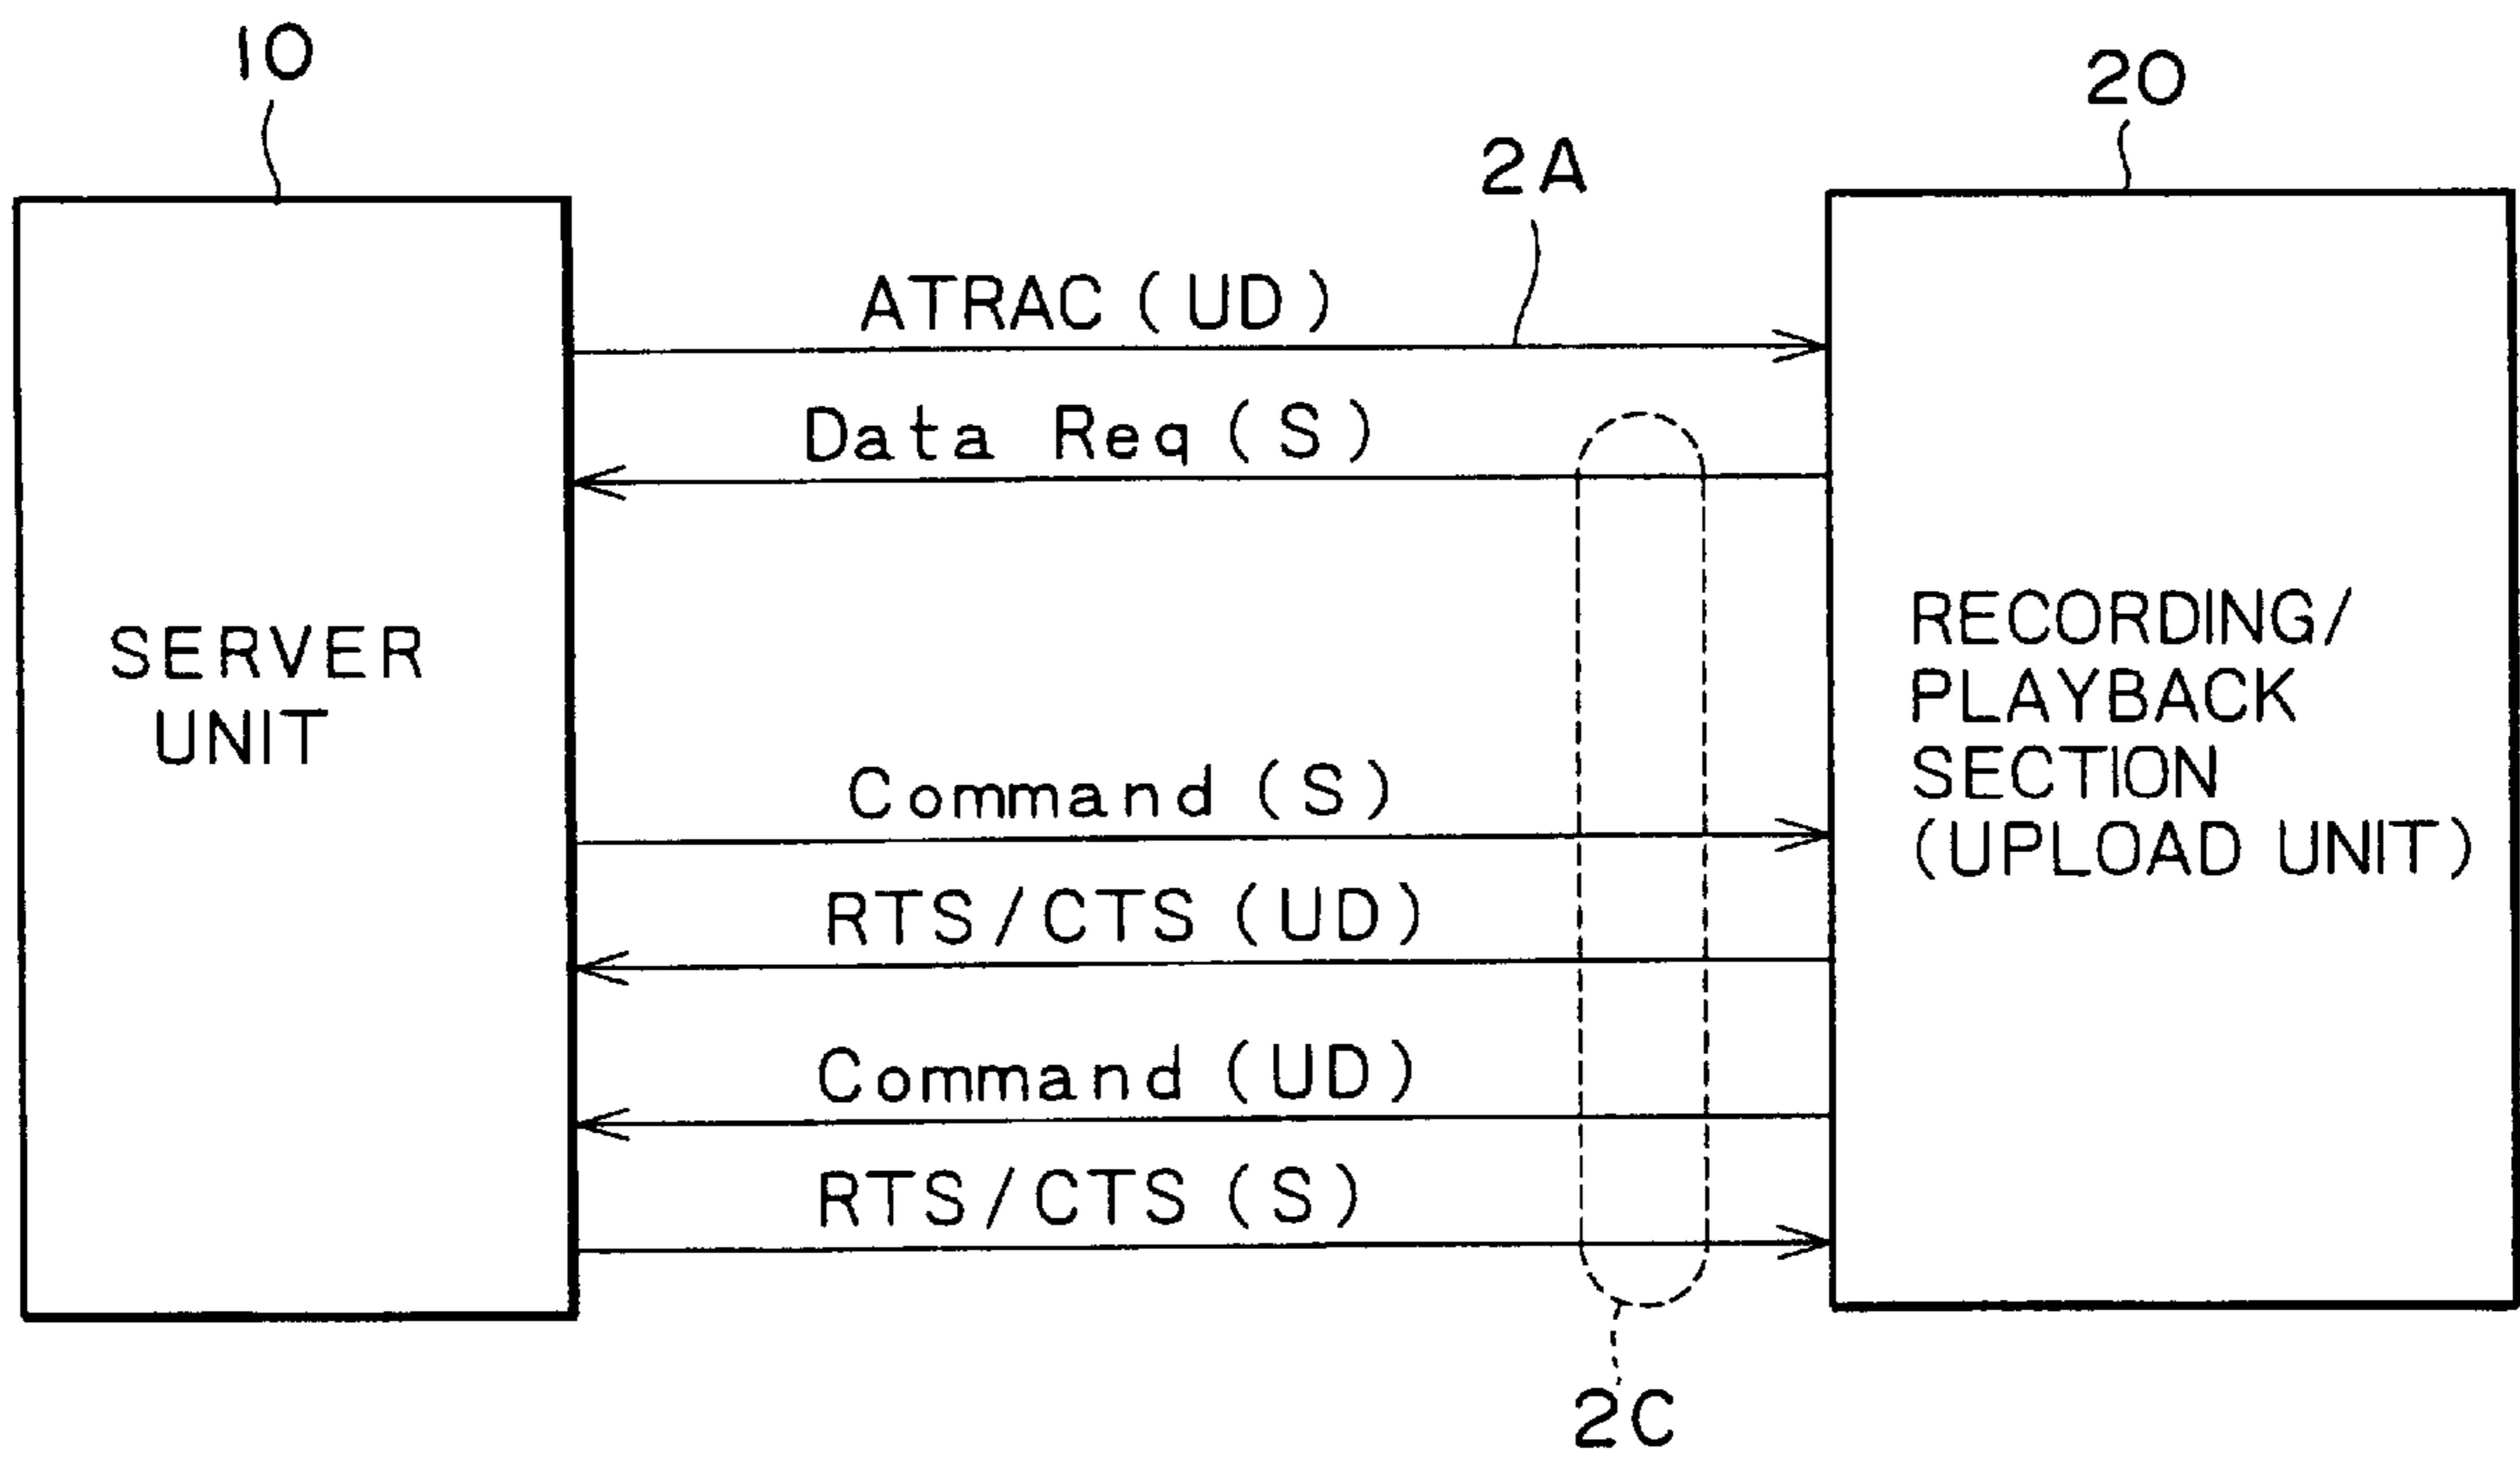 10
20
2A
ATRAC (UD)
Data Req (S)
SERVER
UNIT
RECORDING/
PLAYBACK
SECTION
(UPLOAD UNIT)
Command (S)
RTS/CTS (UD)
Command (UD)
RTS/CTS (S)
2C